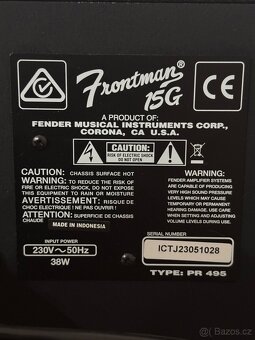 Frontman®
15G
CE
A PRODUCT OF:
FENDER MUSICAL INSTRUMENTS CORP.,
CORONA, CA U.S.A.
CAUTION:
RISK OF ELECTRIC SHOCK
DO NOT OPEN
CAUTION: CHASSIS SURFACE HOT
WARNING: TO REDUCE THE RISK OF
FIRE OR ELECTRIC SHOCK, DO NOT EXPOSE
THIS EQUIPMENT TO RAIN OR MOISTURE
AVERTISSEMENT: RISQUE DE
CHOC ELECTRIQUE ! NE PAS OUVRIR !
ATTENTION: SURFACE CHAUDE DE CHASSIS
MADE IN INDONESIA
INPUT POWER
230V～50Hz
38W
WARNING:
FENDER AMPLIFIER SYSTEMS
ARE CAPABLE OF PRODUCING
VERY HIGH SOUND PRESSURE
LEVELS WHICH MAY CAUSE
TEMPORARY OR PERMANENT
HEARING DAMAGE. USE CARE
WHEN SETTING AND ADJUSTING
VOLUME LEVELS DURING USE.
SERIAL NUMBER
ICTJ23051028
TYPE: PR 495
Sbazoš.cz